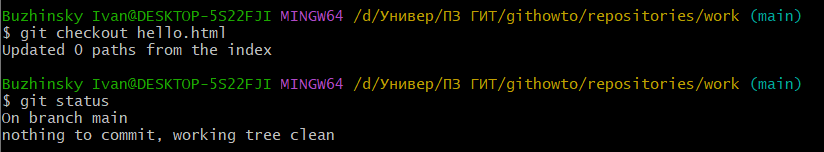 Buzhinsky Ivan@DESKTOP-5S22FJI MINGW64 /d/Универ/ПЗ ГИТ/githowto/repositories/work (main)
$ git checkout hello.html
Updated 0 paths from the index
Buzhinsky Ivan@DESKTOP-5S22FJI MINGW64 /d/Универ/ПЗ ГИТ/githowto/repositories/work (main)
$ git status
On branch main
nothing to commit, working tree clean